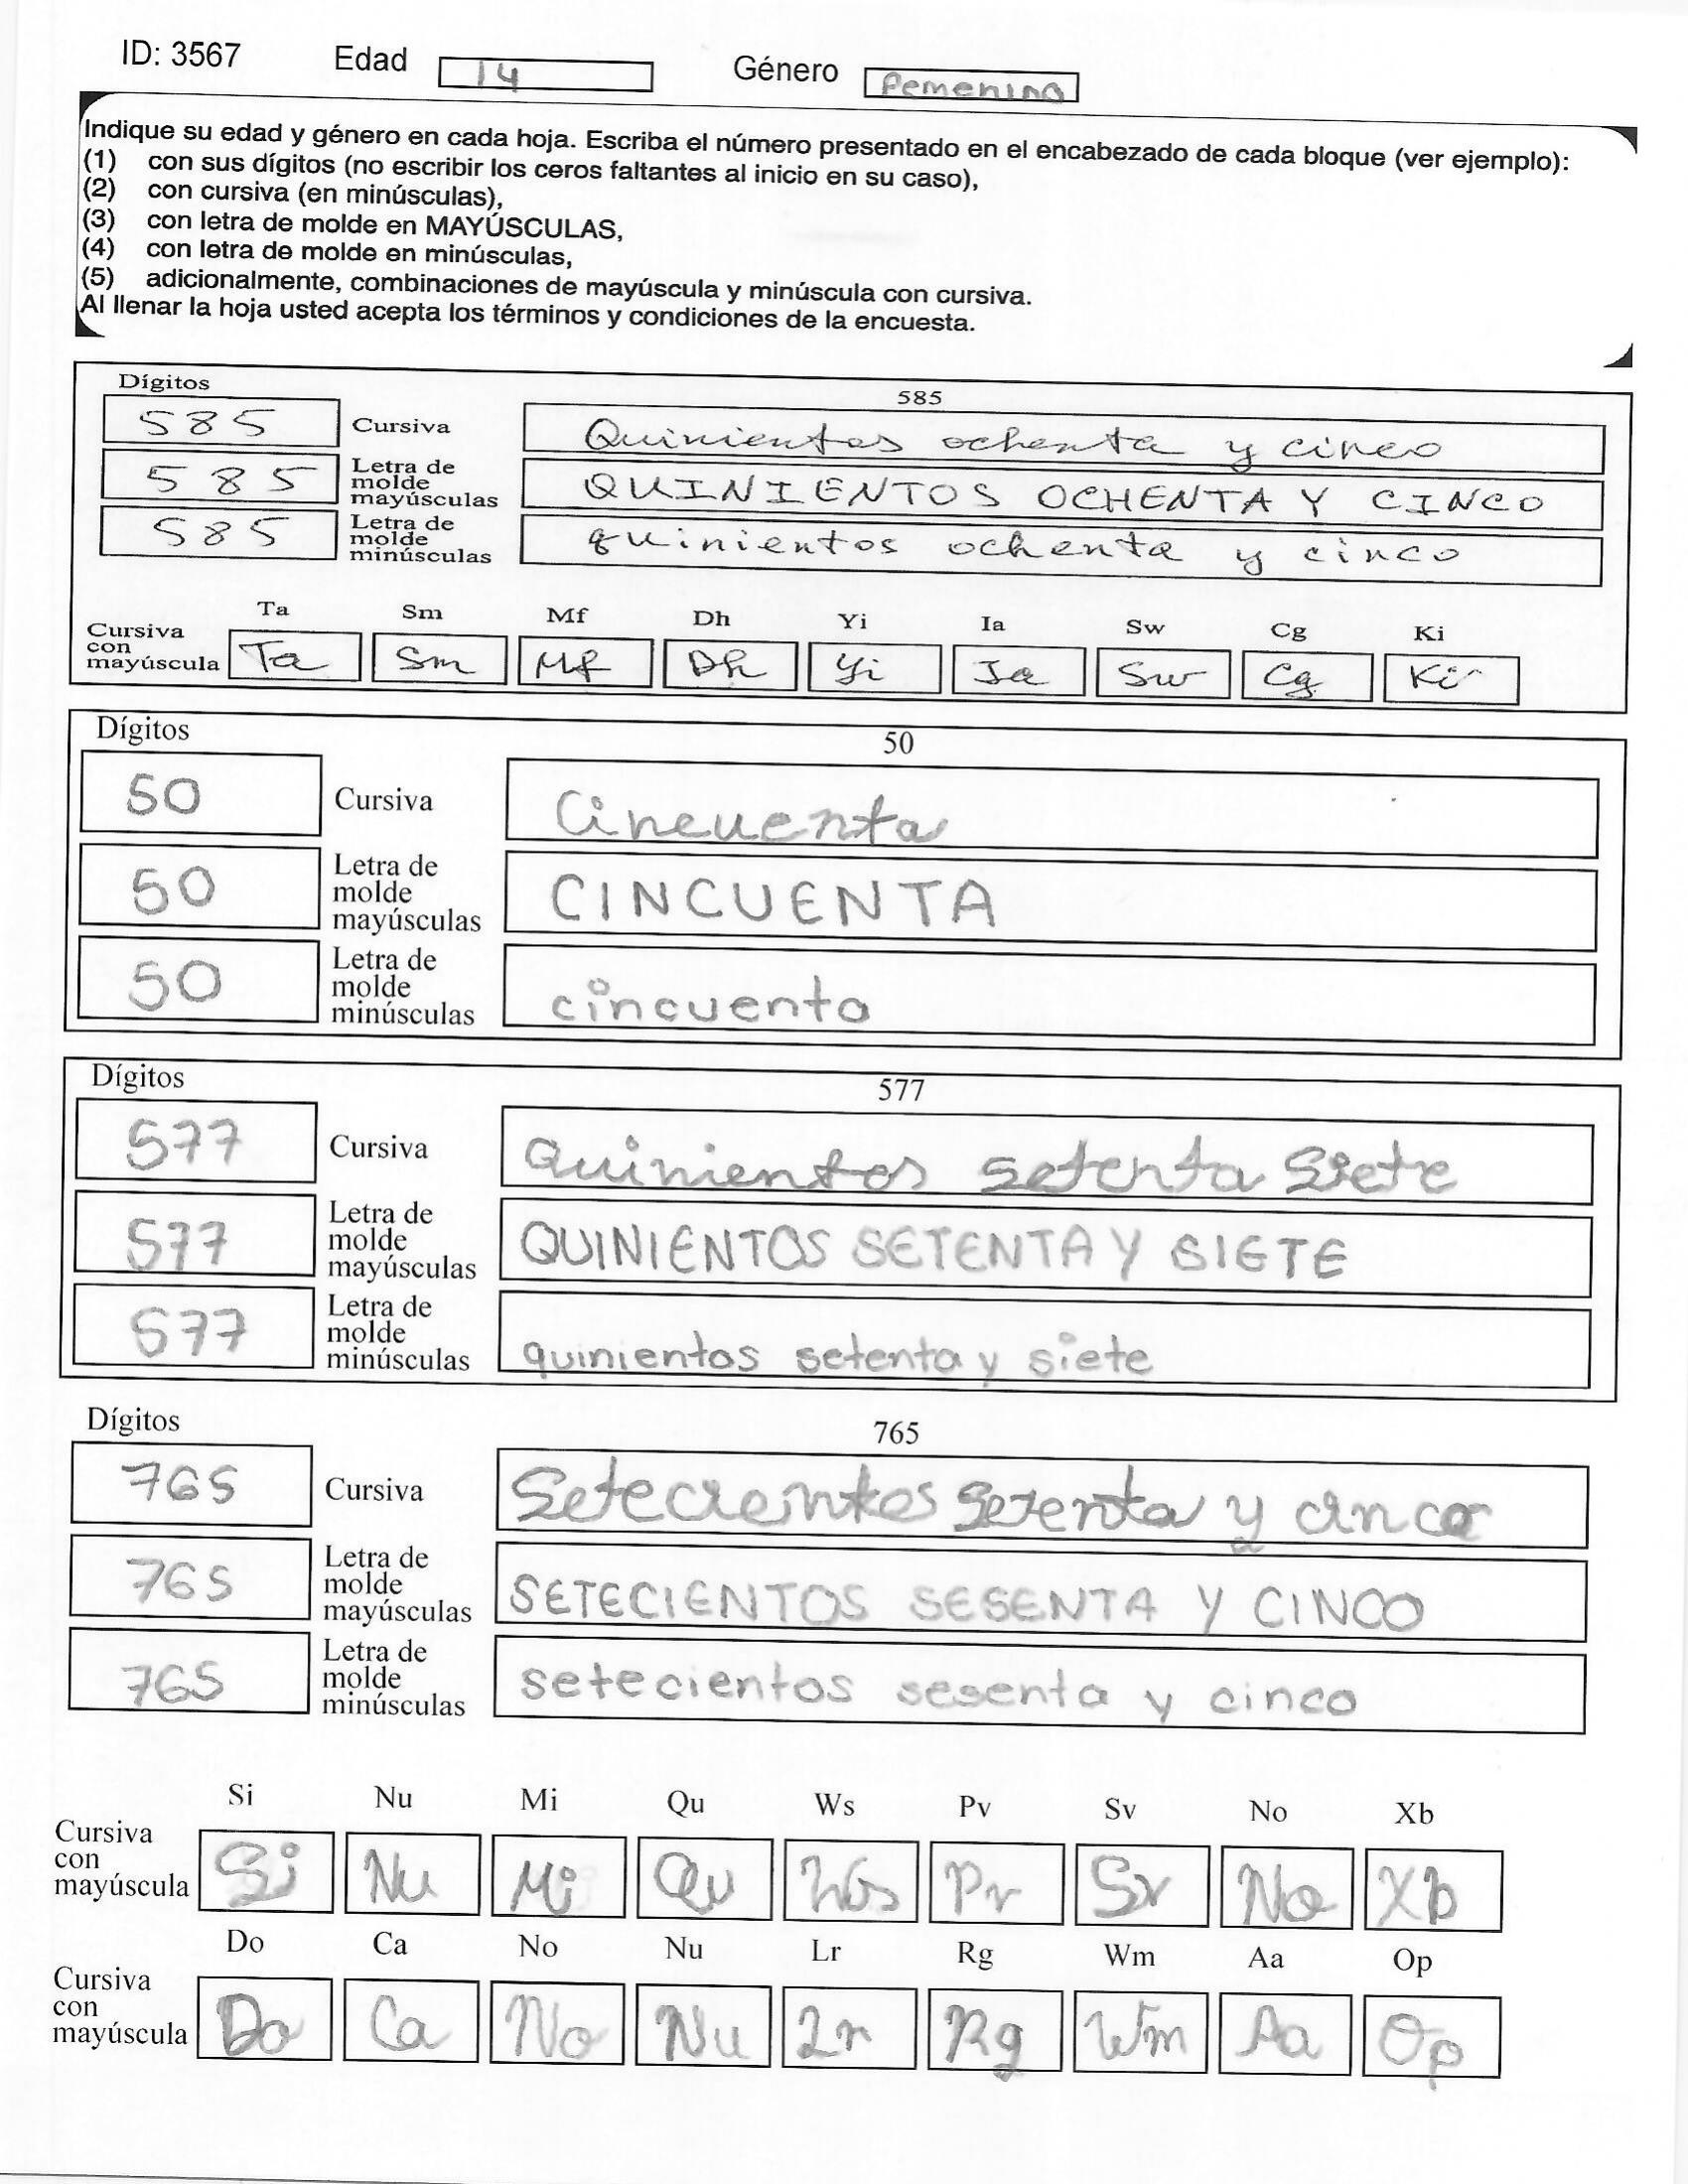 ID: 3567 Edad 14 Género Femenino
Indique su edad y género en cada hoja. Escriba el número presentado en el encabezado de cada bloque (ver ejemplo):
(1) con sus dígitos (no escribir los ceros faltantes al inicio en su caso),
(2) con cursiva (en minúsculas),
(3) con letra de molde en MAYÚSCULAS,
(4) con letra de molde en minúsculas,
(5) adicionalmente, combinaciones de mayúscula y minúscula con cursiva.
Al llenar la hoja usted acepta los términos y condiciones de la encuesta.
Dígitos 585
585 Cursiva Quinientos ochenta y cinco
585 Letra de molde mayúsculas QUINIENTOS OCHENTA Y CINCO
585 Letra de molde minúsculas quinientos ochenta y cinco
Ta Sm Mf Dh Yi Ia Sw Cg Ki
Cursiva con mayúscula Ta Sm Mf Dh Yi Ia Sw Cg Ki
Dígitos 50
50 Cursiva Cincuenta
50 Letra de molde mayúsculas CINCUENTA
50 Letra de molde minúsculas cincuenta
Dígitos 577
577 Cursiva Quinientos setenta Siete
577 Letra de molde mayúsculas QUINIENTOS SETENTA Y SIETE
577 Letra de molde minúsculas quinientos setenta y siete
Dígitos 765
765 Cursiva Setecientos y cinco
765 Letra de molde mayúsculas SETECIENTOS SESENTA Y CINCO
765 Letra de molde minúsculas setecientos sesenta y cinco
Si Nu Mi Qu Ws Pv Sv No Xb
Cursiva con mayúscula Si Nu Mi Qu Ws Pv Sv No Xb
Do Ca No Nu Lr Rg Wm Aa Op
Cursiva con mayúscula Do Ca No Nu Lr Rg Wm Aa Op